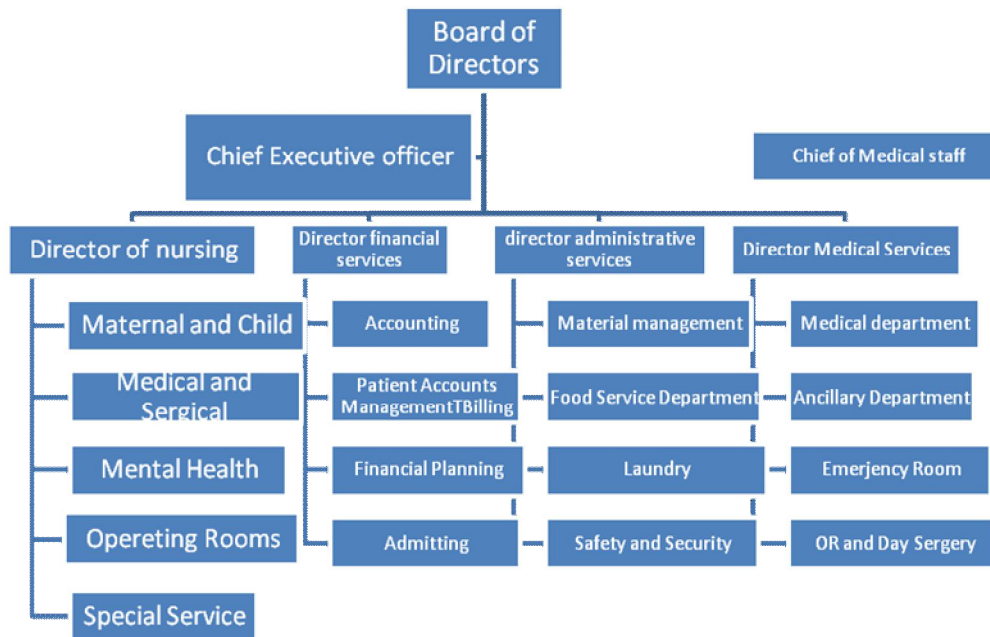 Board of
Directors
Chief Executive officer
Chief of Medical staff
Director of nursing
Director financial
services
director administrative
services
Director Medical Services
Maternal and Child
Accounting
Material management
Medical department
Medical and
Sergical
Patient Accounts
ManagementTBilling
Food Service Department
Ancillary Department
Mental Health
Financial Planning
Laundry
Emerjency Room
Opereting Rooms
Admitting
Safety and Security
OR and Day Sergery
Special Service